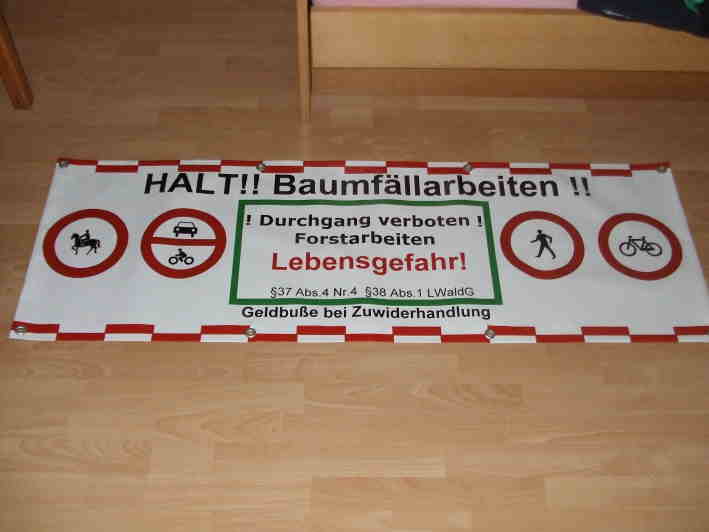 HALT!! Baumfällarbeiten !!
! Durchgang verboten !
Forstarbeiten
Lebensgefahr!
§37 Abs.4 Nr.4 §38 Abs.1 LWaldG
Geldbuße bei Zuwiderhandlung